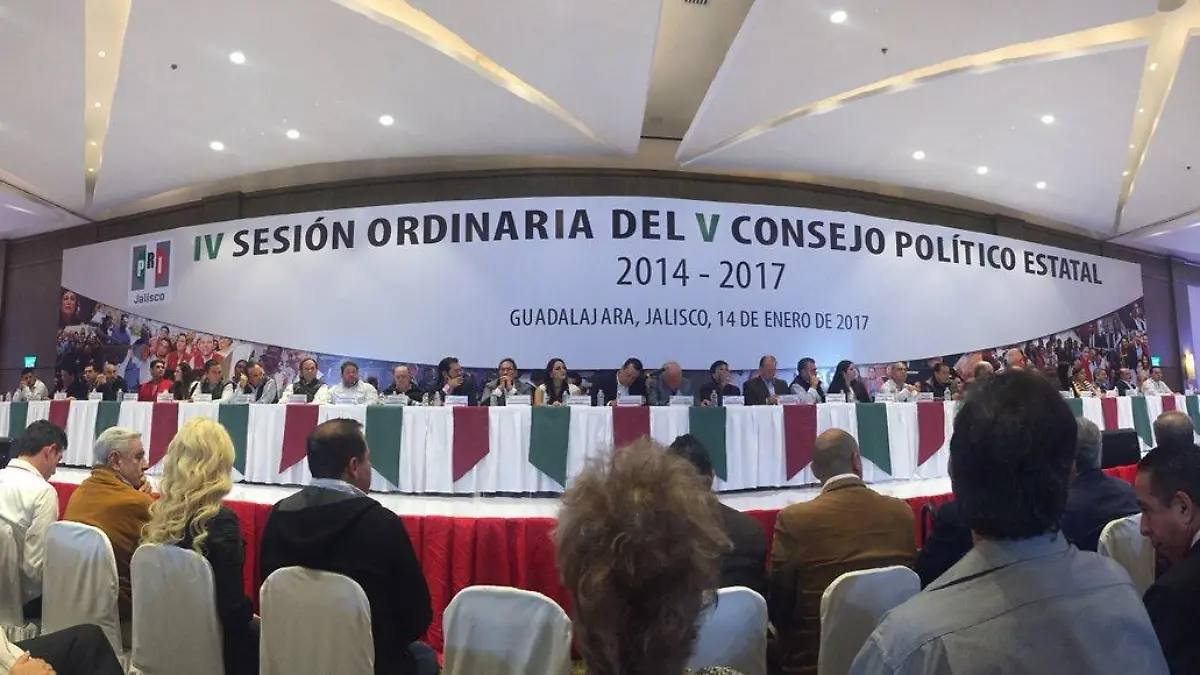 IV SESIÓN ORDINARIA DEL V CONSEJO POLÍTICO ESTATAL
2014 - 2017
GUADALAJARA, JALISCO, 14 DE ENERO DE 2017
PRI
Jalisco